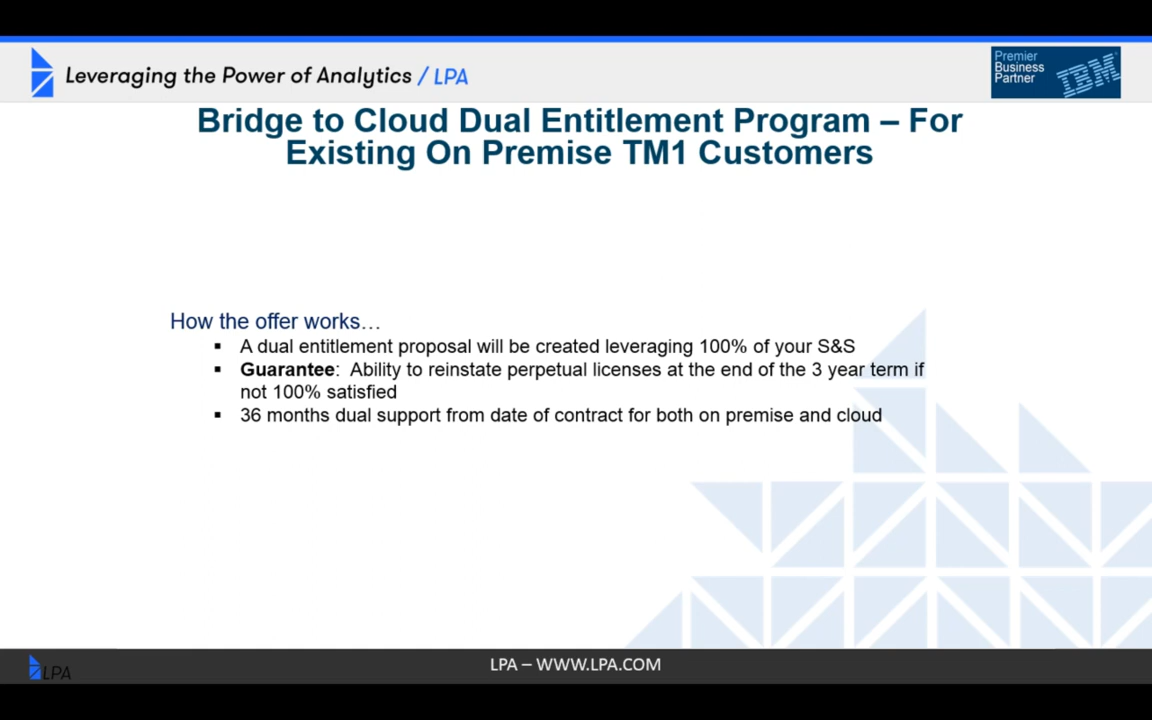 Leveraging the Power of Analytics / LPA
Premier
Business
Partner
IBM
Bridge to Cloud Dual Entitlement Program – For
Existing On Premise TM1 Customers
How the offer works…
▪ A dual entitlement proposal will be created leveraging 100% of your S&S
▪ Guarantee: Ability to reinstate perpetual licenses at the end of the 3 year term if
not 100% satisfied
▪ 36 months dual support from date of contract for both on premise and cloud
LPA
LPA – WWW.LPA.COM